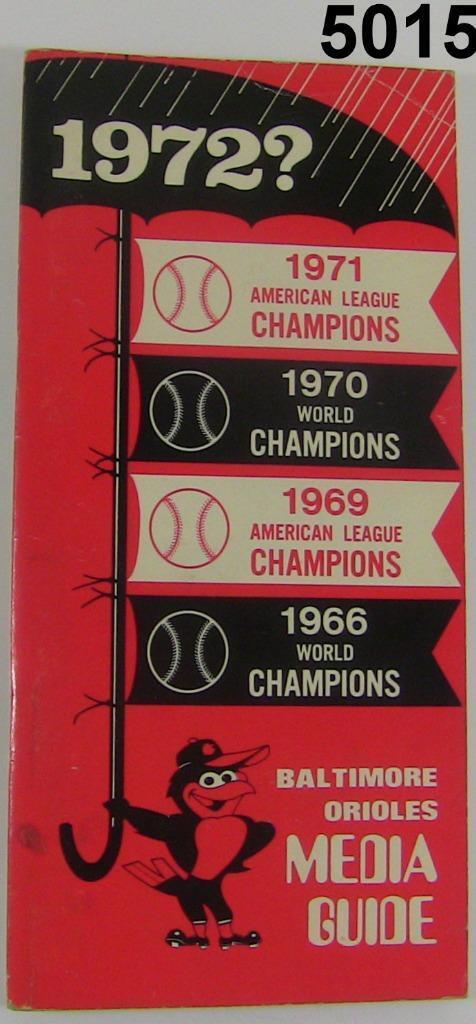 5015
1972?
1971
AMERICAN LEAGUE
CHAMPIONS
1970
WORLD
CHAMPIONS
1969
AMERICAN LEAGUE
CHAMPIONS
1966
WORLD
CHAMPIONS
BALTIMORE
ORIOLES
MEDIA
GUIDE